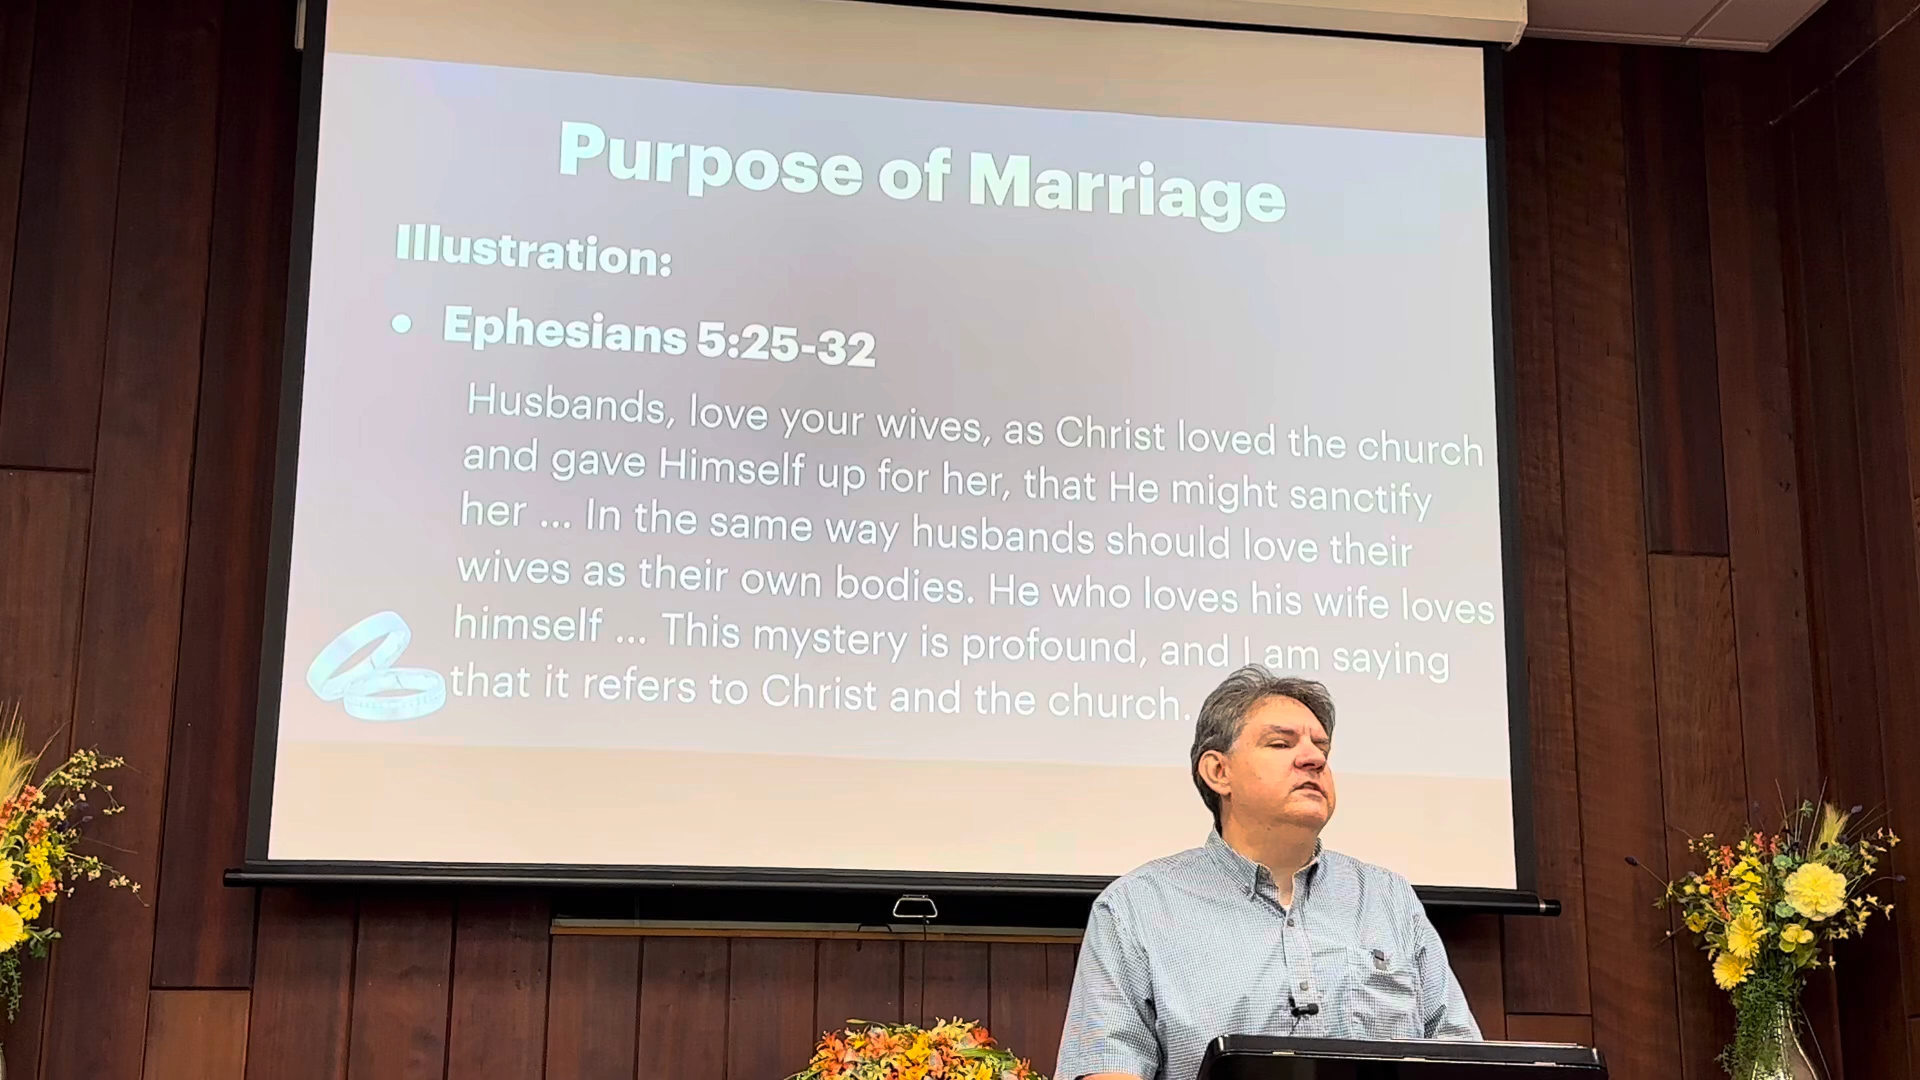 Purpose of Marriage
Illustration:
• Ephesians 5:25-32
Husbands, love your wives, as Christ loved the church
and gave Himself up for her, that He might sanctify
her ... In the same way husbands should love their
wives as their own bodies. He who loves his wife loves
himself ... This mystery is profound, and I am saying
that it refers to Christ and the church.